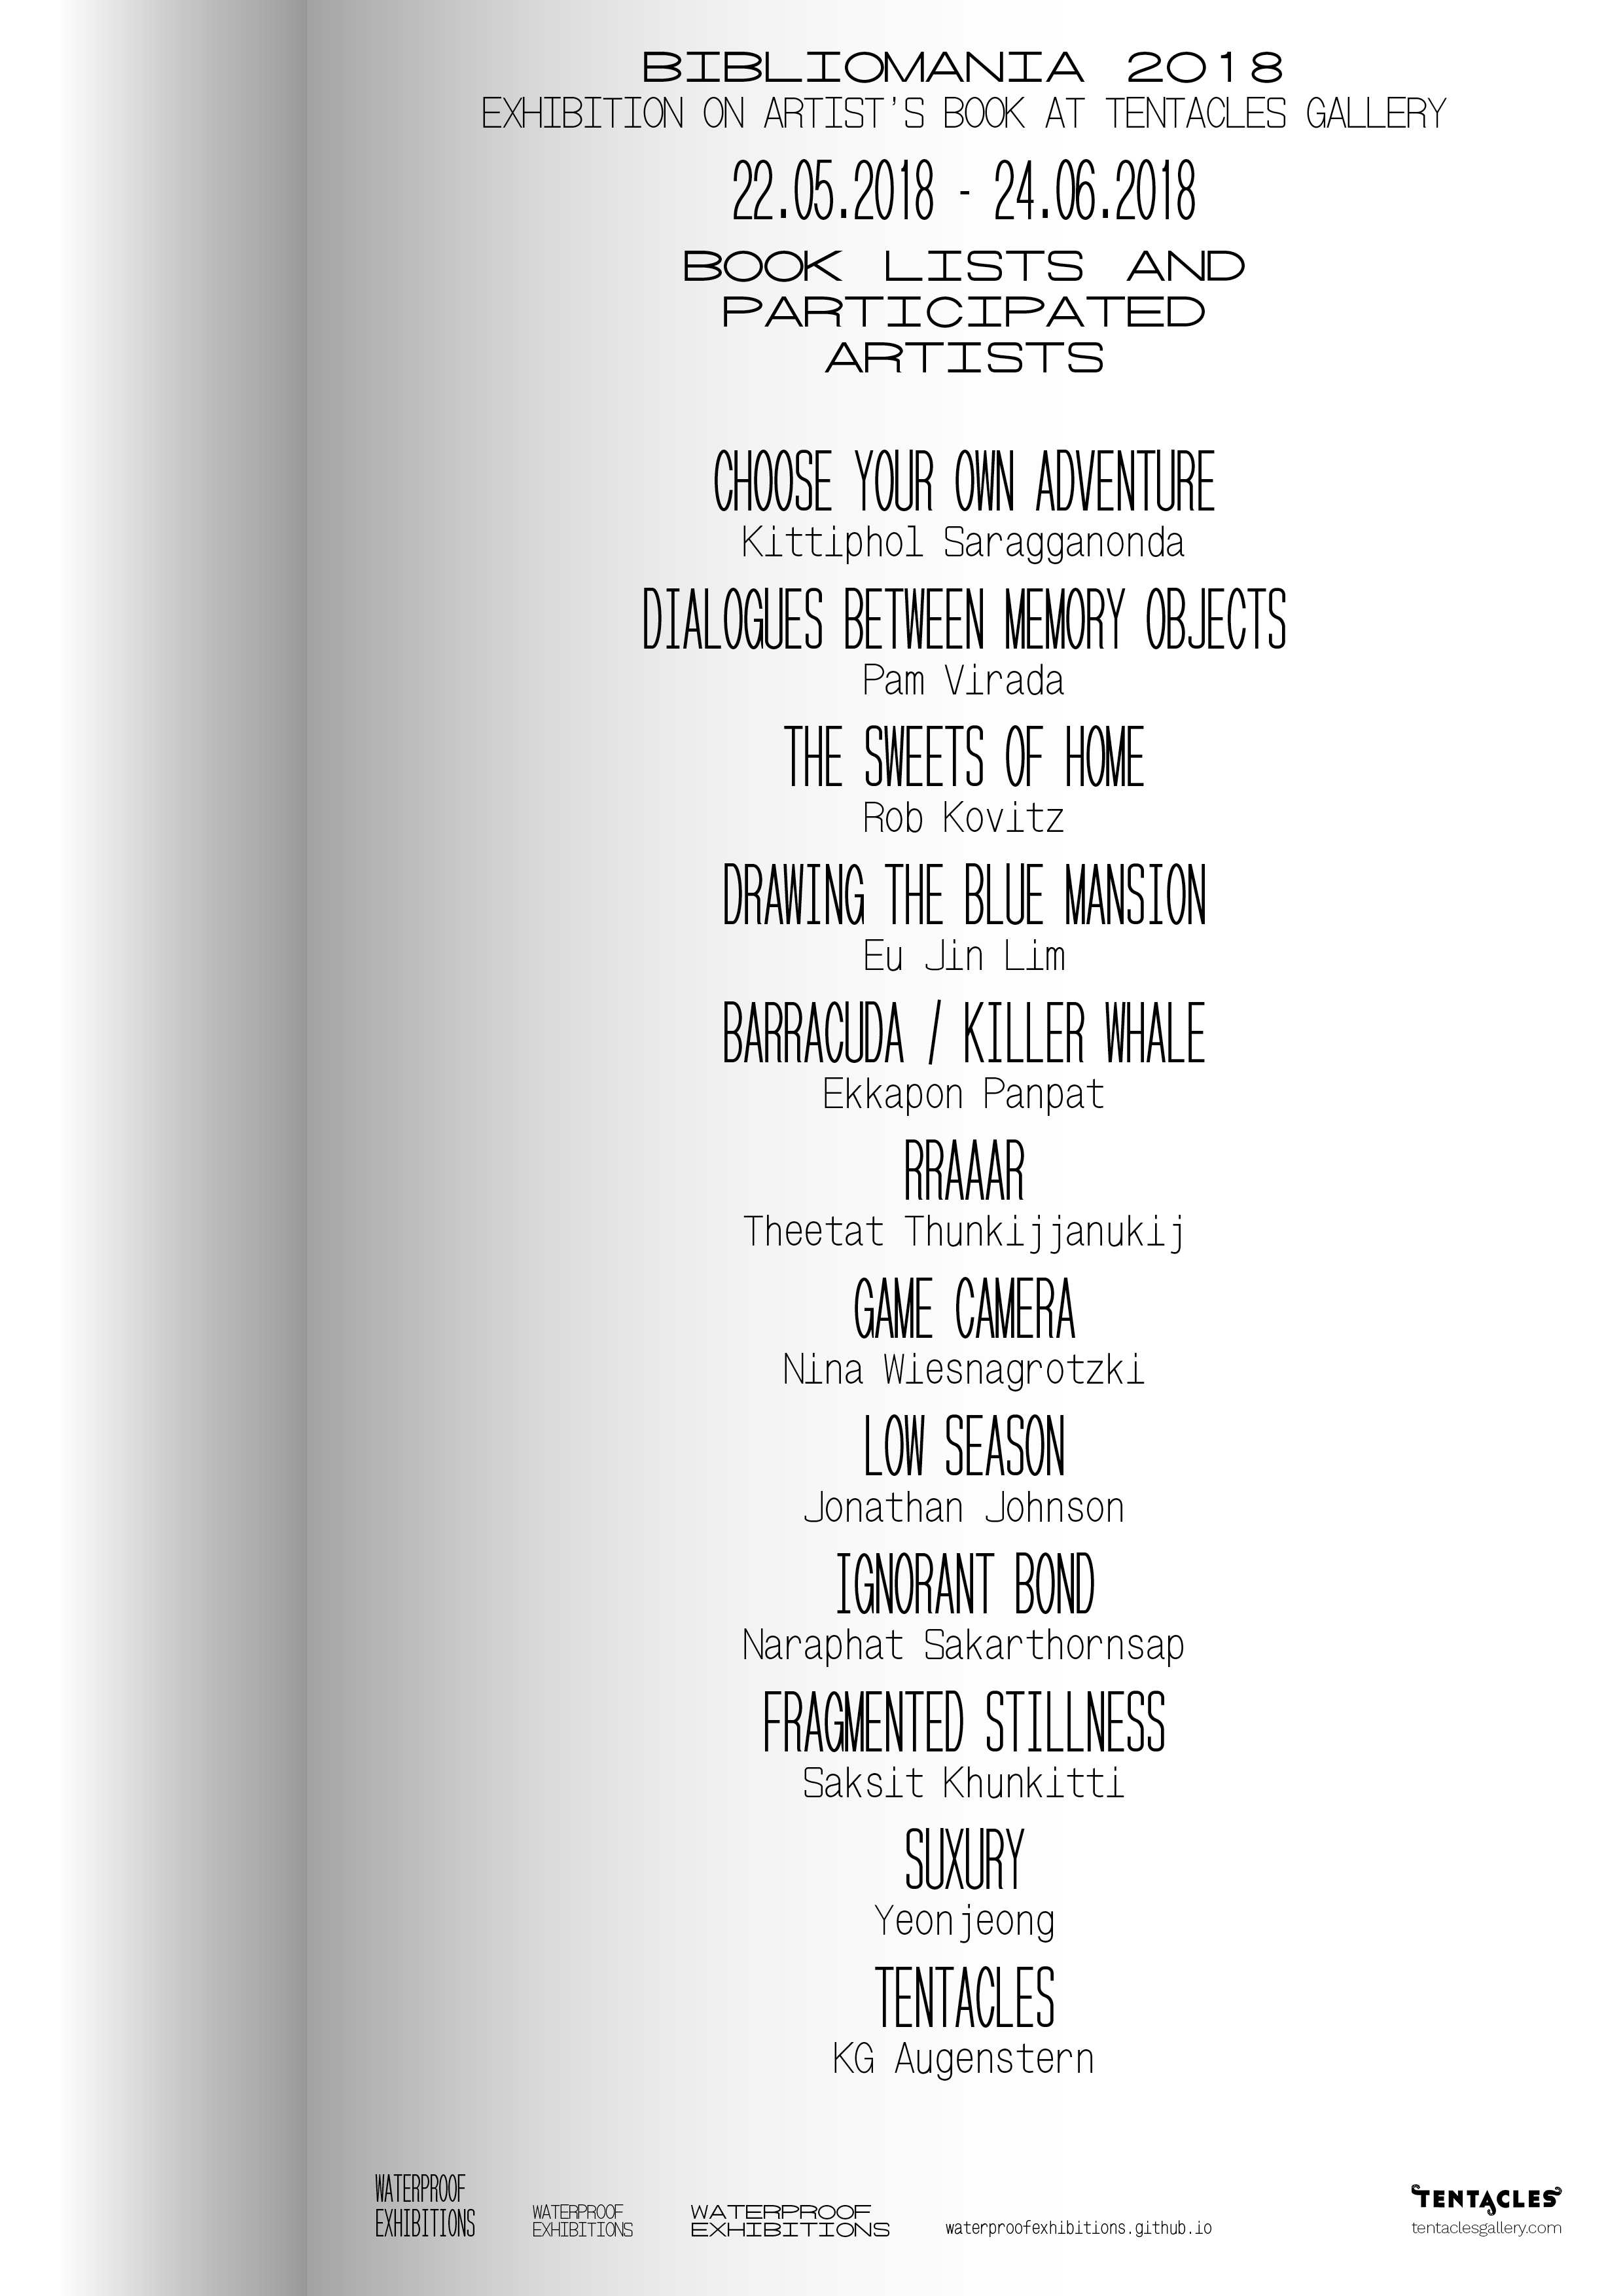 BIBLIOMANIA 2018
EXHIBITION ON ARTIST'S BOOK AT TENTACLES GALLERY
22.05.2018 - 24.06.2018
BOOK LISTS AND
PARTICIPATED
ARTISTS
CHOOSE YOUR OWN ADVENTURE
Kittiphol Saragganonda
DIALOGUES BETWEEN MEMORY OBJECTS
Pam Virada
THE SWEETS OF HOME
Rob Kovitz
DRAWING THE BLUE MANSION
Eu Jin Lim
BARRACUDA / KILLER WHALE
Ekkapon Panpat
RRAAAR
Theetat Thunkijjanukij
GAME CAMERA
Nina Wiesnagrotzki
LOW SEASON
Jonathan Johnson
IGNORANT BOND
Naraphat Sakarthornsap
FRAGMENTED STILLNESS
Saksit Khunkitti
SUXURY
Yeonjeong
TENTACLES
KG Augenstern
WATERPROOF
EXHIBITIONS
WATERPROOF
EXHIBITIONS
WATERPROOF
EXHIBITIONS
waterproofexhibitions.github.io
TENTACLES
tentaclesgallery.com